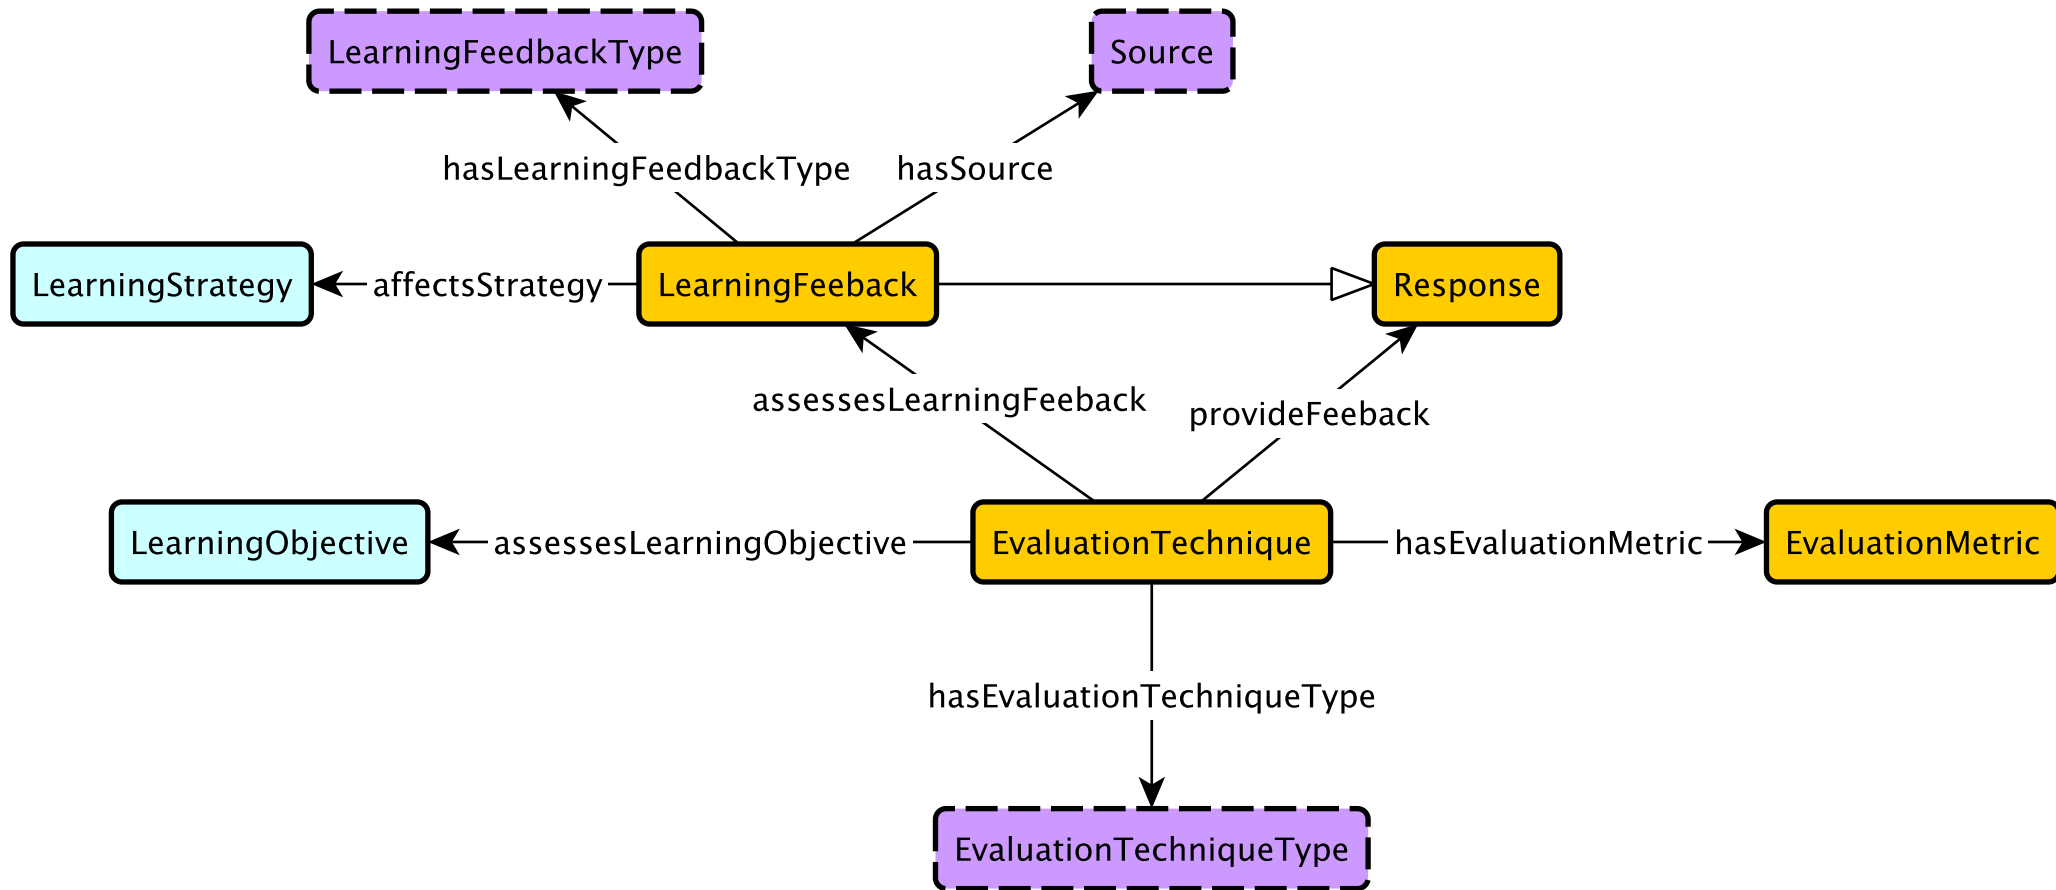 LearningFeedbackType
Source
hasLearningFeedbackType
hasSource
LearningStrategy
affectsStrategy
LearningFeeback
Response
assessesLearningFeeback
provideFeeback
LearningObjective
assessesLearningObjective
EvaluationTechnique
hasEvaluationMetric
EvaluationMetric
hasEvaluationTechniqueType
EvaluationTechniqueType